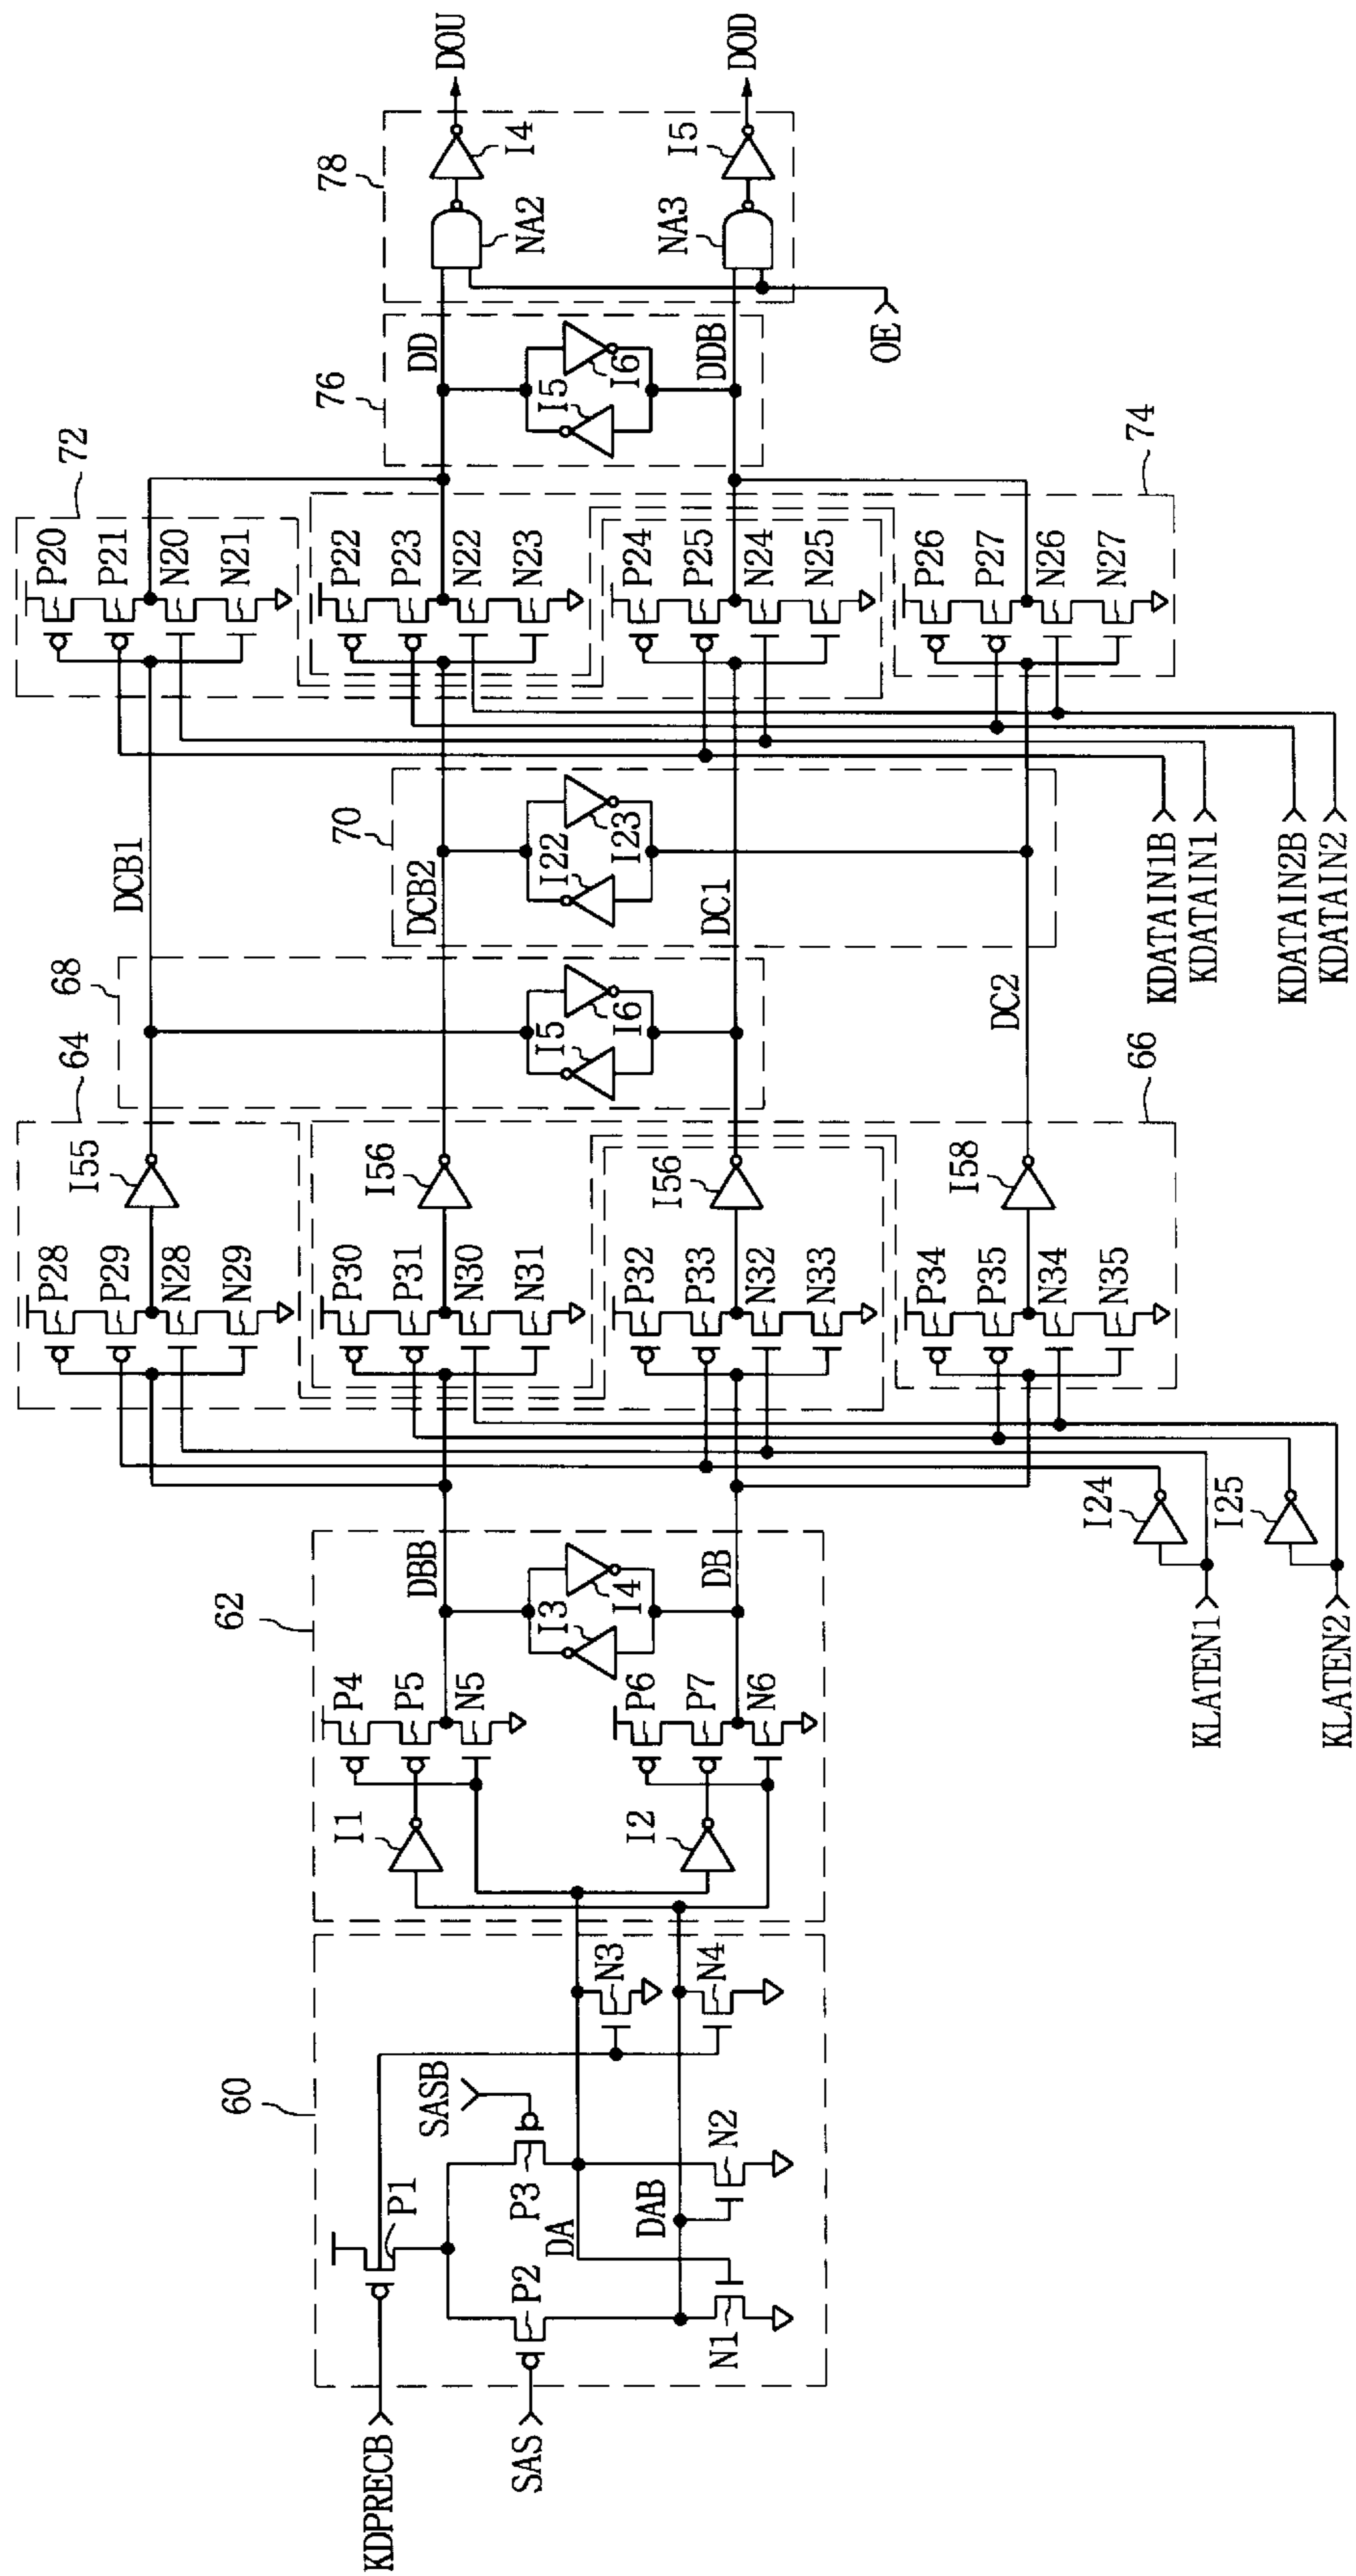 KDPRECB
SAS
60
P1
P2
P3
SASB
DA
DAB
N1
N2
N3
N4
62
I1
I2
P4
P5
N5
P6
P7
N6
I3
I4
DBB
DB
KLATEN1
KLATEN2
I24
I25
64
P28
P29
N28
N29
I55
P30
P31
N30
N31
I56
P32
P33
N32
N33
I56
P34
P35
N34
N35
I58
66
68
I5
I6
DCB1
DCB2
DC1
DC2
70
I22
I23
KDATAIN1B
KDATAIN1
KDATAIN2B
KDATAIN2
72
P20
P21
N20
N21
P22
P23
N22
N23
P24
P25
N24
N25
P26
P27
N26
N27
74
76
DD
I5
I6
DDB
78
NA2
I4
NA3
I5
OE
DOU
DOD